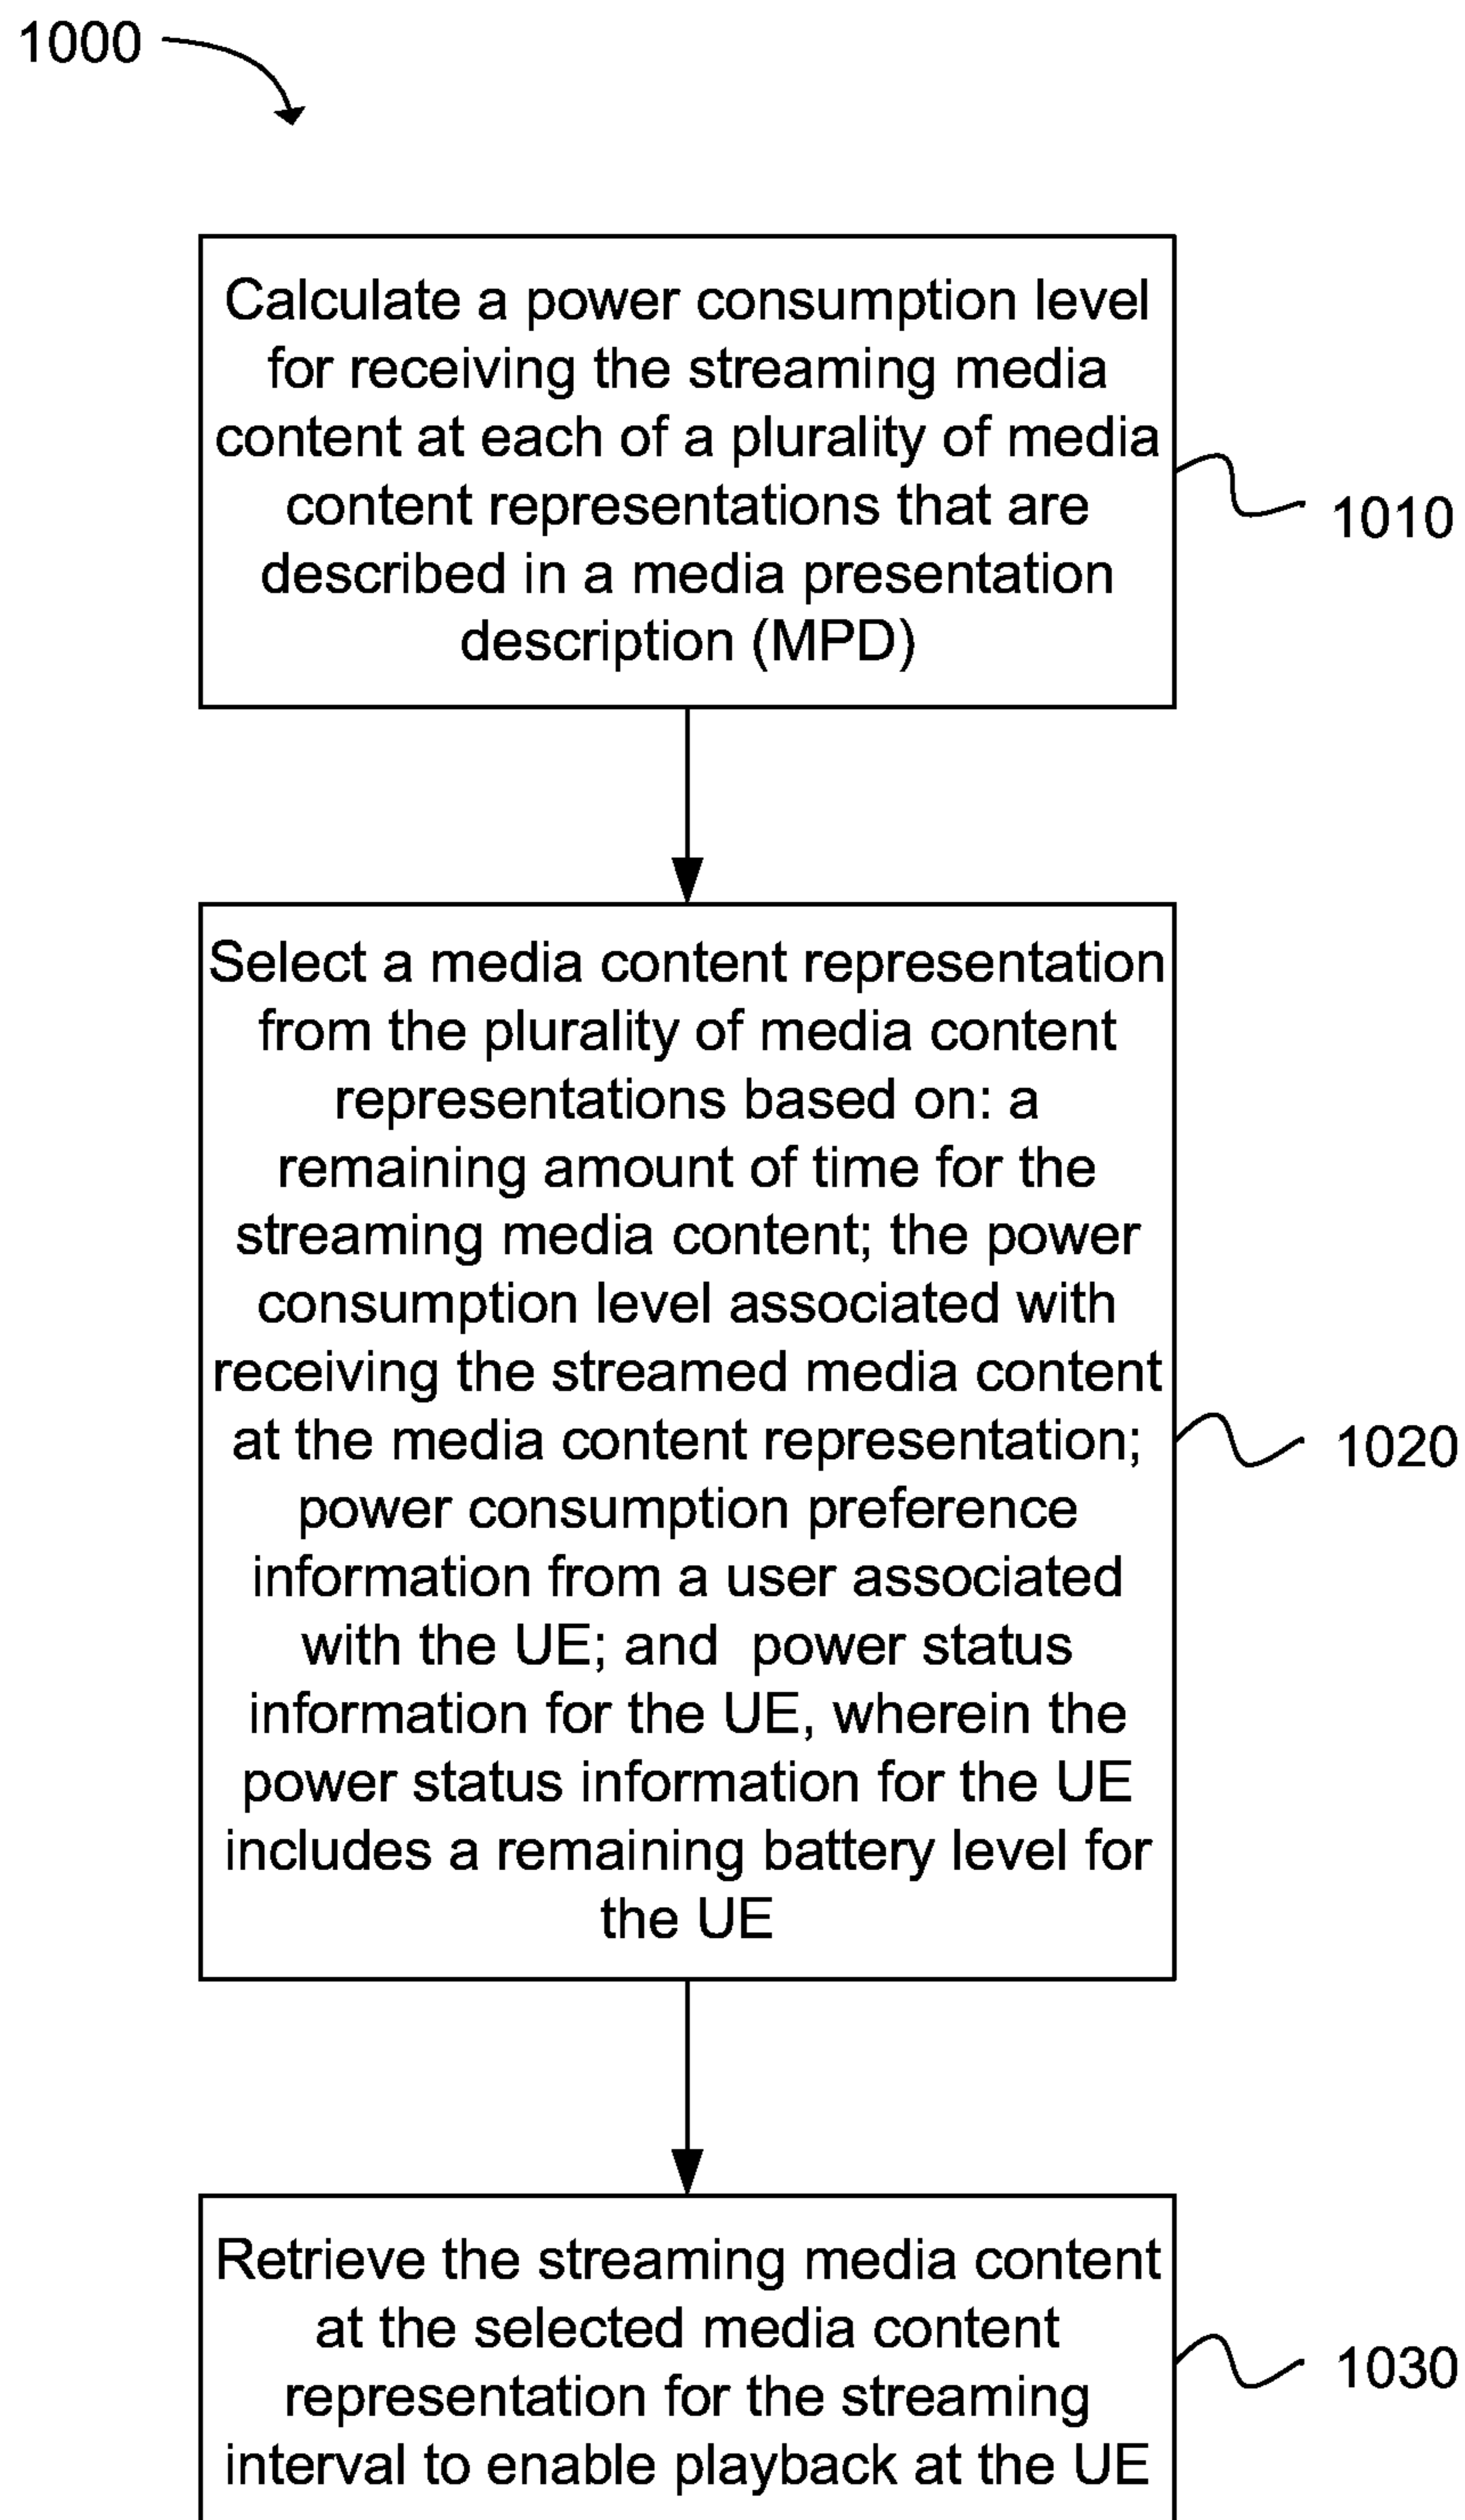 1000
Calculate a power consumption level
for receiving the streaming media
content at each of a plurality of media
content representations that are
described in a media presentation
description (MPD)
1010
Select a media content representation
from the plurality of media content
representations based on: a
remaining amount of time for the
streaming media content; the power
consumption level associated with
receiving the streamed media content
at the media content representation;
power consumption preference
information from a user associated
with the UE; and power status
information for the UE, wherein the
power status information for the UE
includes a remaining battery level for
the UE
1020
Retrieve the streaming media content
at the selected media content
representation for the streaming
interval to enable playback at the UE
1030